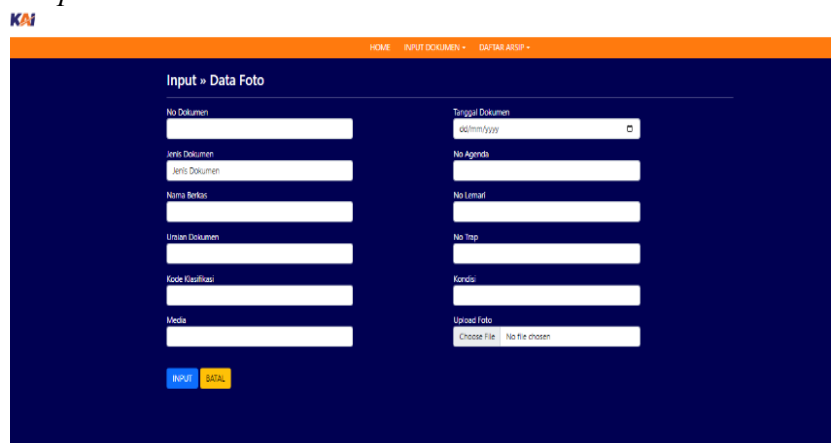 KAI
HOME INPUT DOKUMEN DAFTAR ARSIP
Input » Data Foto
No Dokumen
Tanggal Dokumen
dd/mm/yyyy
Jenis Dokumen
Jenis Dokumen
No Agenda
Nama Berkas
No Lemari
Uraian Dokumen
No Trap
Kode Klasifikasi
Kondisi
Media
Upload Foto
Choose File No file chosen
INPUT BATAL